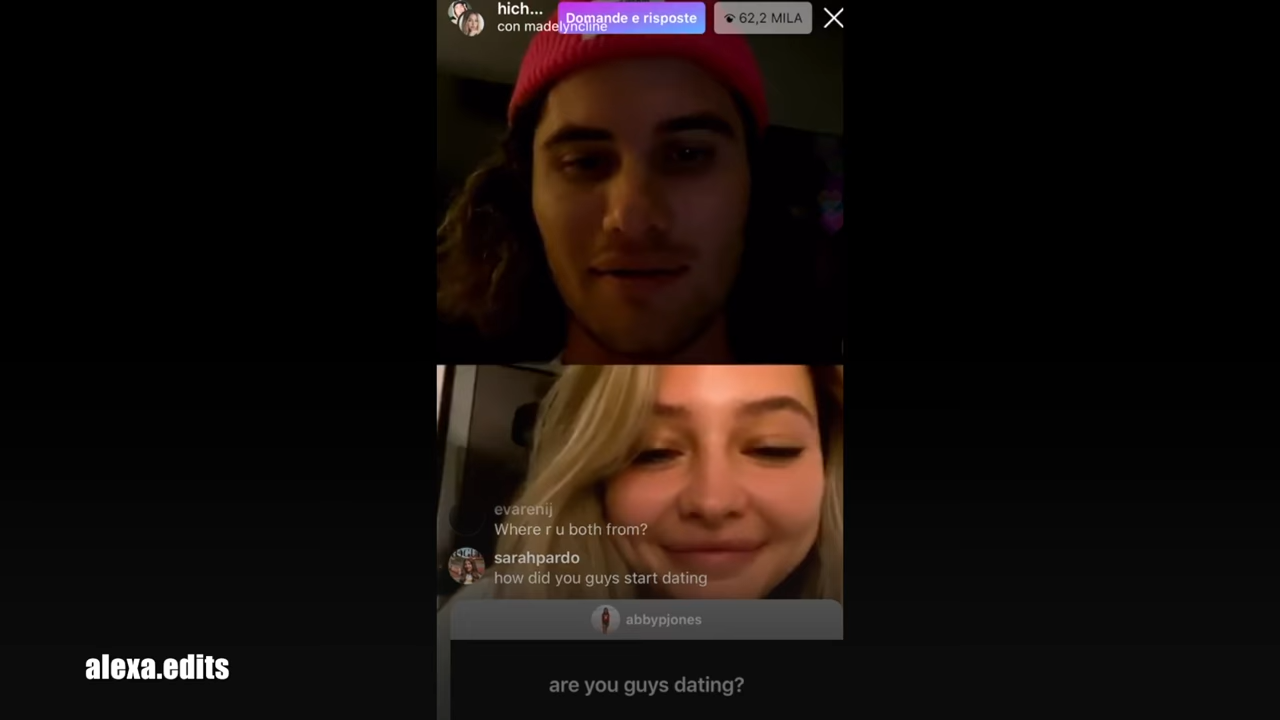 hich...
Domande e risposte
62,2 MILA
con madelyncline
evarenij
Where r u both from?
sarahpardo
how did you guys start dating
abbypjones
are you guys dating?
alexa.edits